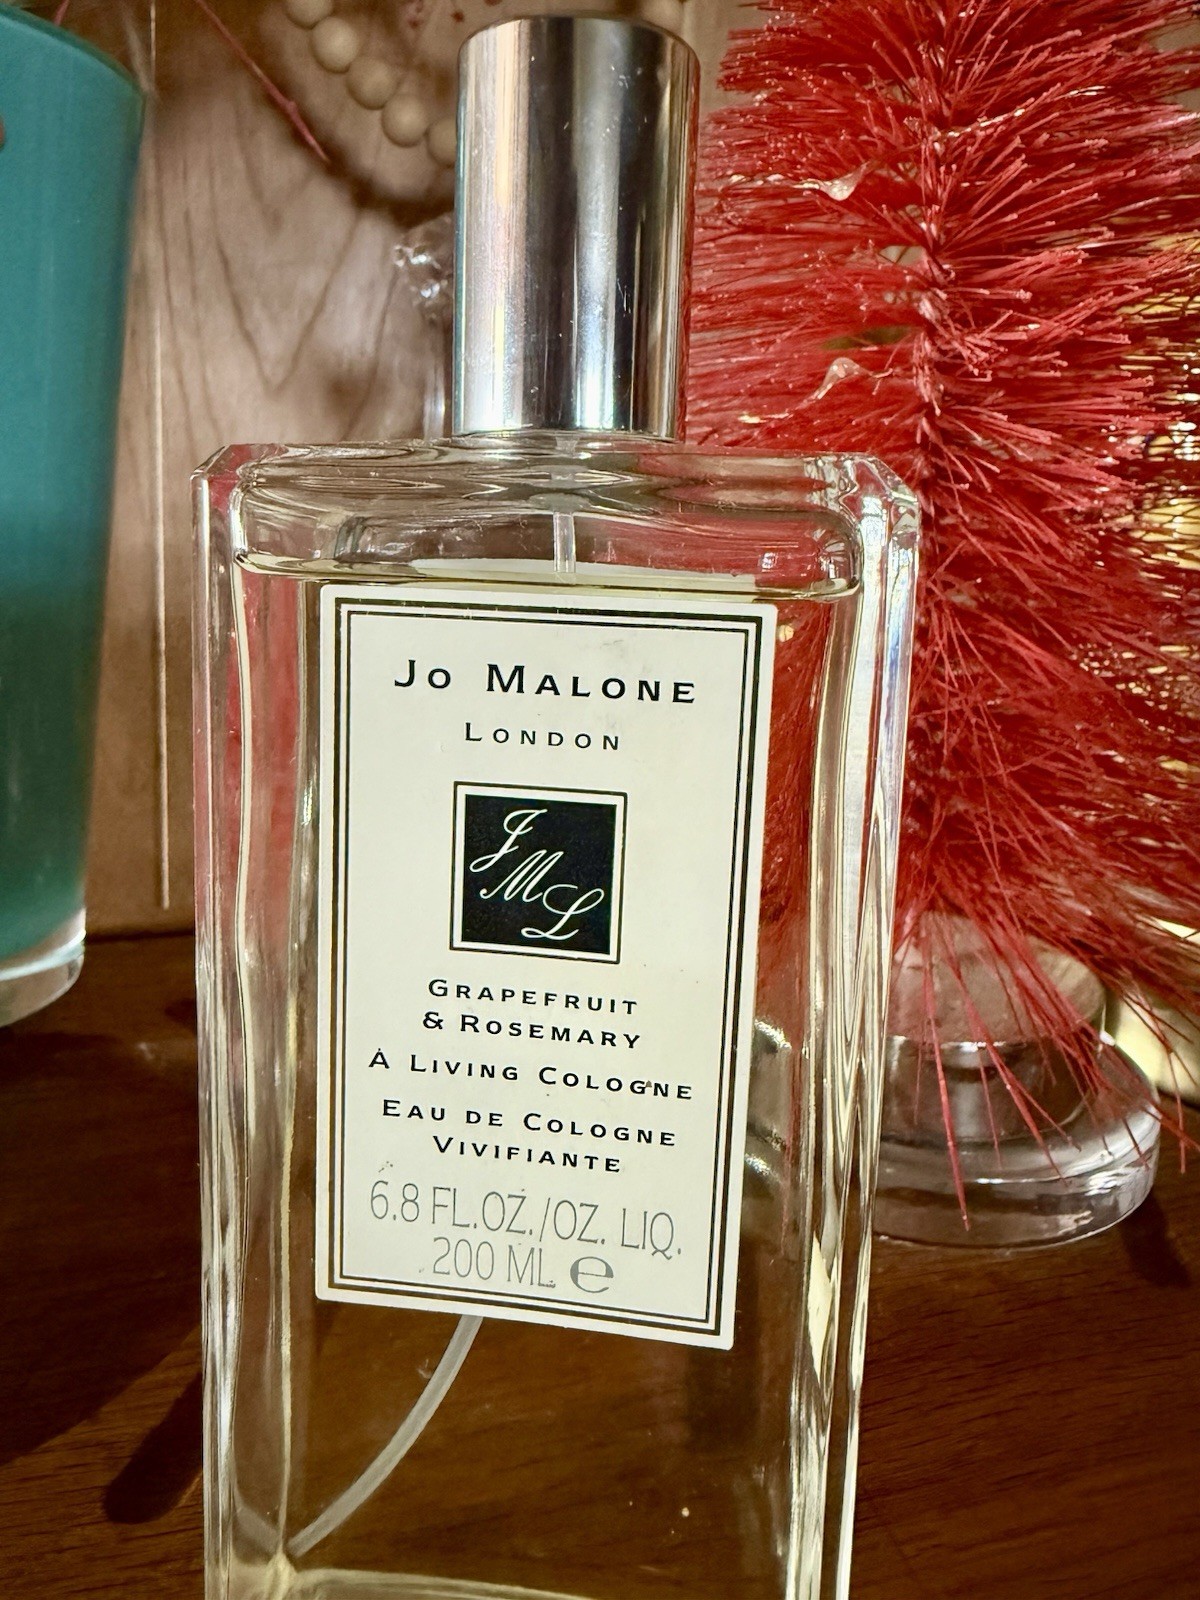 JO MALONE
LONDON
J
M
L
GRAPEFRUIT
& ROSEMARY
A LIVING COLOGNE
EAU DE COLOGNE
VIVIFIANTE
6.8 FL.OZ./OZ. LIQ.
200 ML ℮